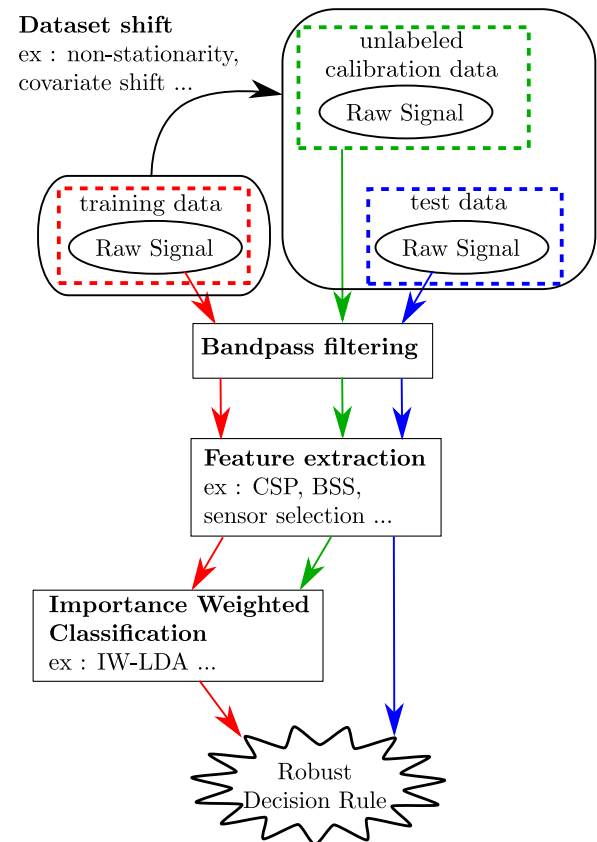 Dataset shift
ex : non-stationarity,
covariate shift ...
unlabeled
calibration data
Raw Signal
training data
Raw Signal
test data
Raw Signal
Bandpass filtering
Feature extraction
ex : CSP, BSS,
sensor selection ...
Importance Weighted
Classification
ex : IW-LDA ...
Robust
Decision Rule